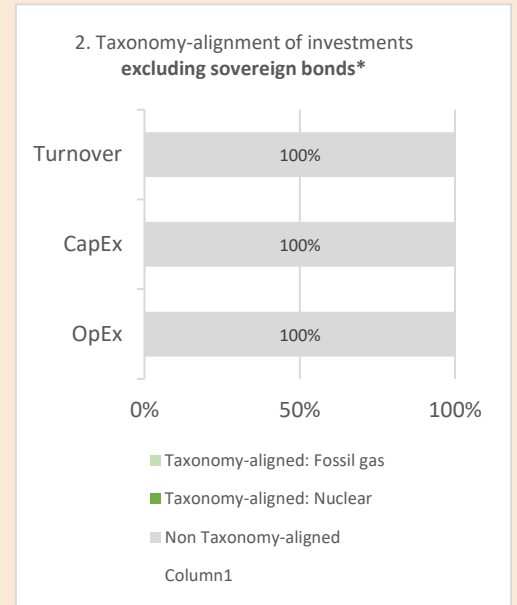 2. Taxonomy-alignment of investments
excluding sovereign bonds*
Turnover
100%
CapEx
100%
OpEx
100%
0% 50% 100%
Taxonomy-aligned: Fossil gas
Taxonomy-aligned: Nuclear
Non Taxonomy-aligned
Column1